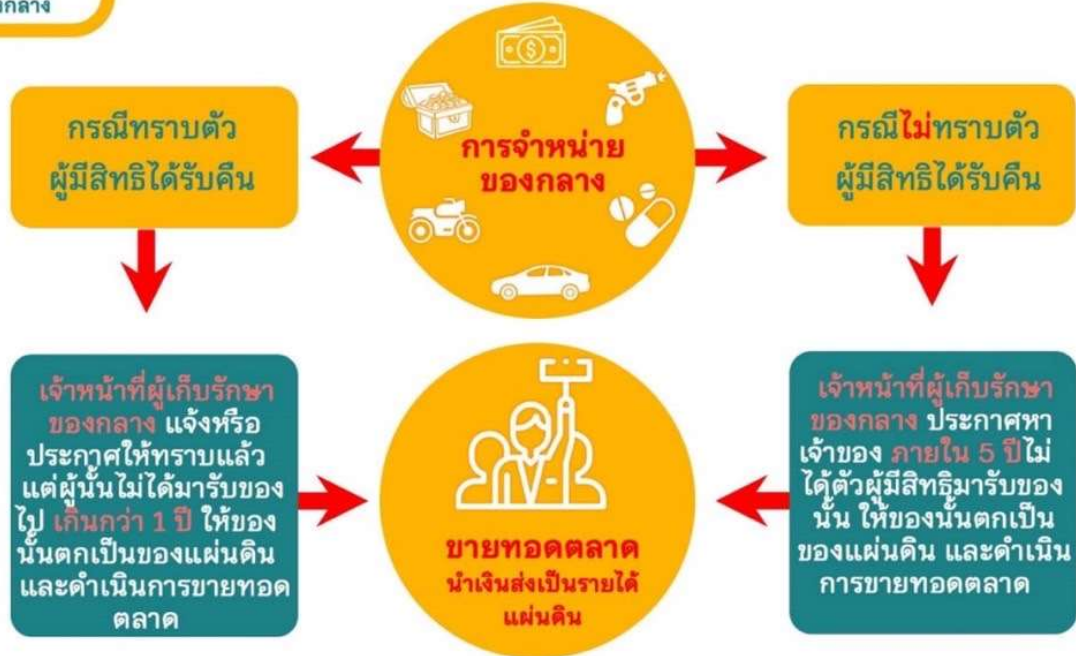 การจำหน่าย
ของกลาง
กรณีทราบตัว
ผู้มีสิทธิได้รับคืน
กรณีไม่ทราบตัว
ผู้มีสิทธิได้รับคืน
เจ้าหน้าที่ผู้เก็บรักษา
ของกลาง แจ้งหรือ
ประกาศให้ทราบแล้ว
แต่ผู้นั้นไม่ได้มารับของ
ไป เกินกว่า 1 ปี ให้ของ
นั้นตกเป็นของแผ่นดิน
และดำเนินการขายทอด
ตลาด
ขายทอดตลาด
นำเงินส่งเป็นรายได้
แผ่นดิน
เจ้าหน้าที่ผู้เก็บรักษา
ของกลาง ประกาศหา
เจ้าของ ภายใน 5 ปีไม่
ได้ตัวผู้มีสิทธิมารับของ
นั้น ให้ของนั้นตกเป็น
ของแผ่นดิน และดำเนิน
การขายทอดตลาด